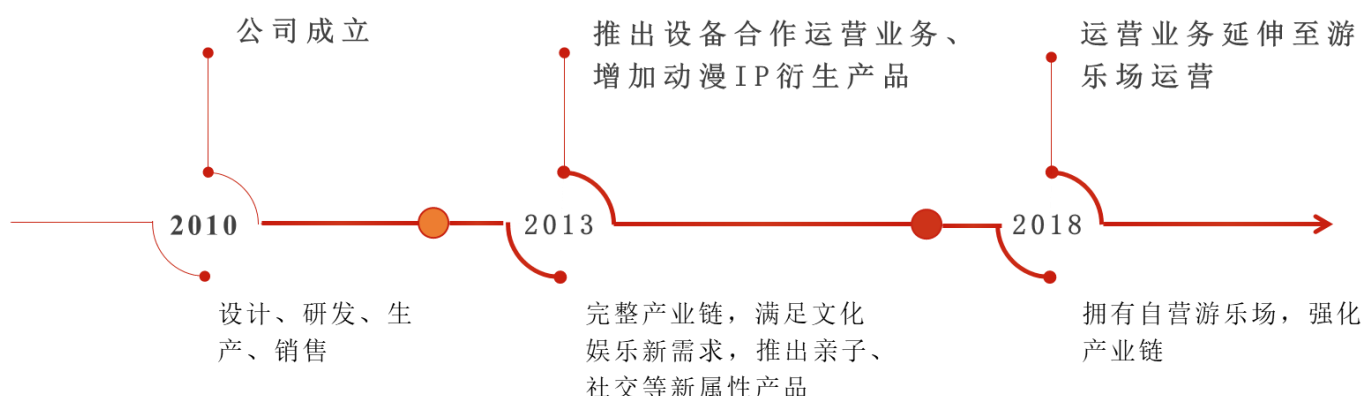 公司成立
推出设备合作运营业务、
增加动漫IP衍生产品
运营业务延伸至游
乐场运营
2010
2013
2018
设计、研发、生
产、销售
完整产业链，满足文化
娱乐新需求，推出亲子、
社交等新属性产品
拥有自营游乐场，强化
产业链